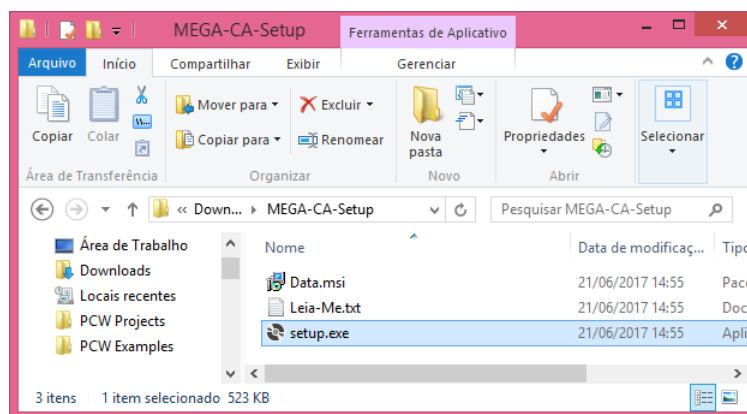 MEGA-CA-Setup
Ferramentas de Aplicativo
Arquivo Início Compartilhar Exibir Gerenciar
Copiar Colar
Mover para
Copiar para
Excluir
Renomear
Nova pasta
Propriedades
Selecionar
Área de Transferência Organizar Novo Abrir
« Down... MEGA-CA-Setup
Pesquisar MEGA-CA-Setup
Área de Trabalho
Downloads
Locais recentes
PCW Projects
PCW Examples
Nome Data de modificaç... Tipo
Data.msi 21/06/2017 14:55 Paco
Leia-Me.txt 21/06/2017 14:55 Doc
setup.exe 21/06/2017 14:55 Apli
3 itens 1 item selecionado 523 KB